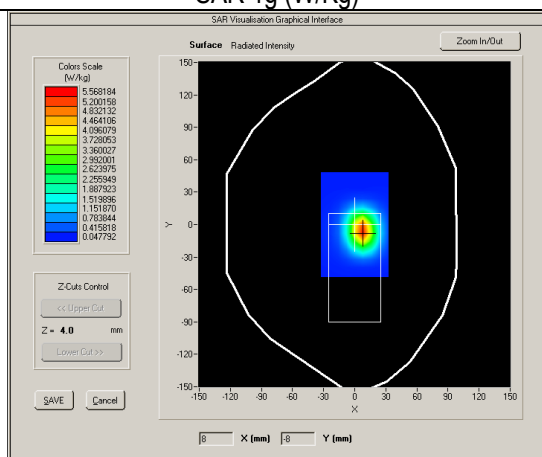 SAR 1g (W/Kg)
SAR Visualisation Graphical Interface
Surface Radiated Intensity
Zoom In/Out
Colors Scale
(W/kg)
5.568184
5.200158
4.832132
4.464106
4.096079
3.728053
3.360027
2.992001
2.623975
2.255949
1.887923
1.519896
1.151870
0.783844
0.415818
0.047792
150-
120-
90-
60-
30-
Y 0-
-30-
-60-
-90-
-120-
-150-
-150 -120 -90 -60 -30 0 30 60 90 120 150
X
Z-Cuts Control
<< Upper Cut
Z = 4.0 mm
Lower Cut >>
SAVE Cancel
8 X (mm) -8 Y (mm)